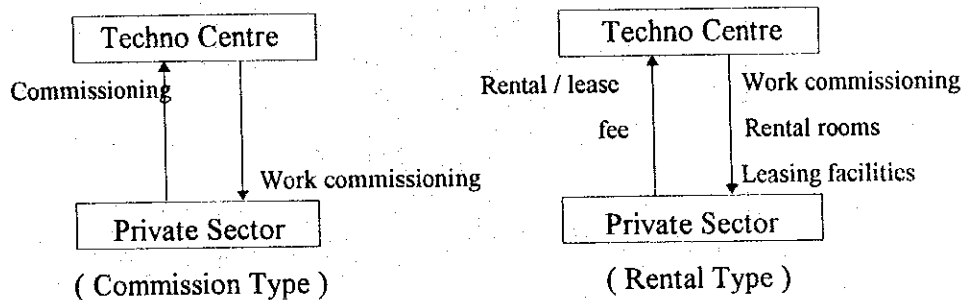 Techno Centre
Commissioning
Work commissioning
Private Sector
( Commission Type )
Techno Centre
Rental / lease
fee
Work commissioning
Rental rooms
Leasing facilities
Private Sector
( Rental Type )